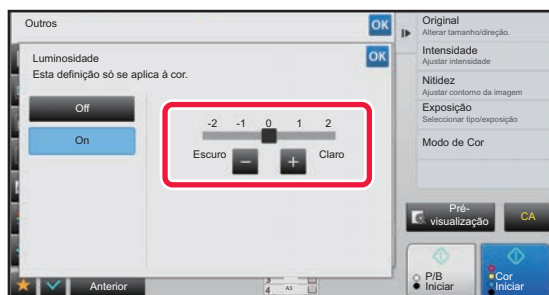 Outros
OK
Luminosidade
OK
Esta definição só se aplica à cor.
Off
On
-2 -1 0 1 2
Escuro
Claro
Anterior
3
4
A3
Original
Alterar tamanho/direção.
Intensidade
Ajustar intensidade
Nitidez
Ajustar contorno da imagem
Exposição
Seleccionar tipo/exposição
Modo de Cor
Pré-
visualização
CA
P/B
Iniciar
Cor
Iniciar